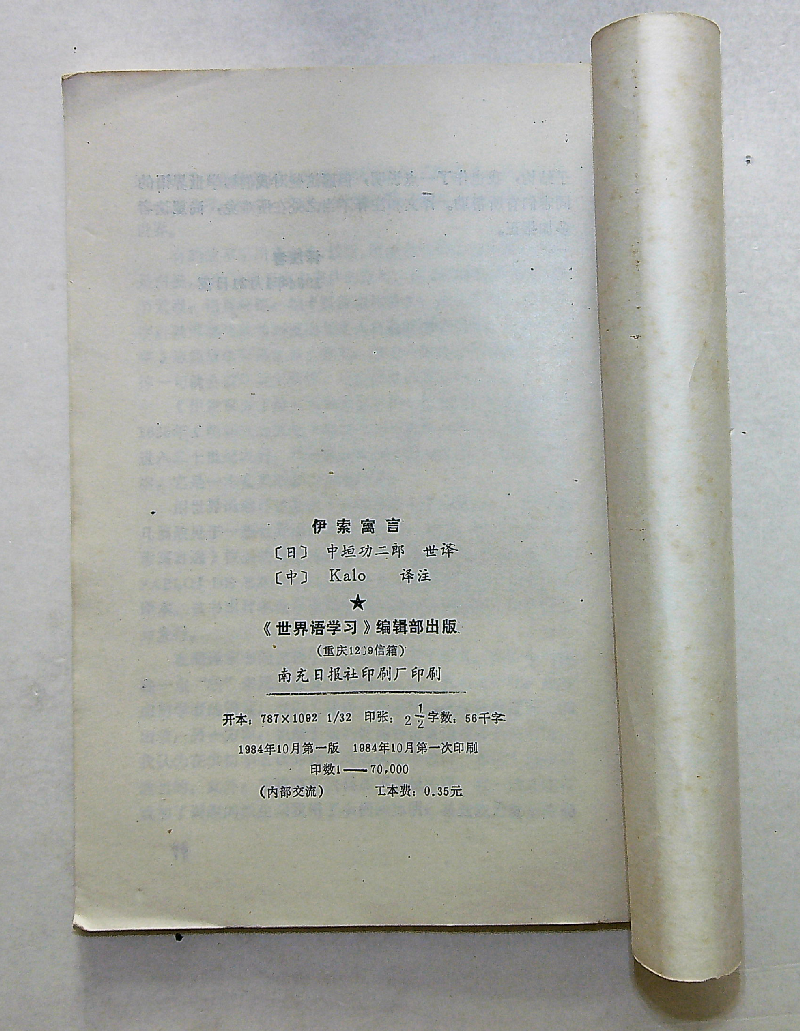 伊索寓言
〔日〕 中垣功二郎 世译
〔中〕 Kalo 译注
★
《世界语学习》编辑部出版
（重庆1219信箱）
南充日报社印刷厂印刷
开本：787×1092 1/32 印张：2 1/2 字数：56千字
1984年10月第一版 1984年10月第一次印刷
印数1——70,000
（内部交流） 工本费：0.35元